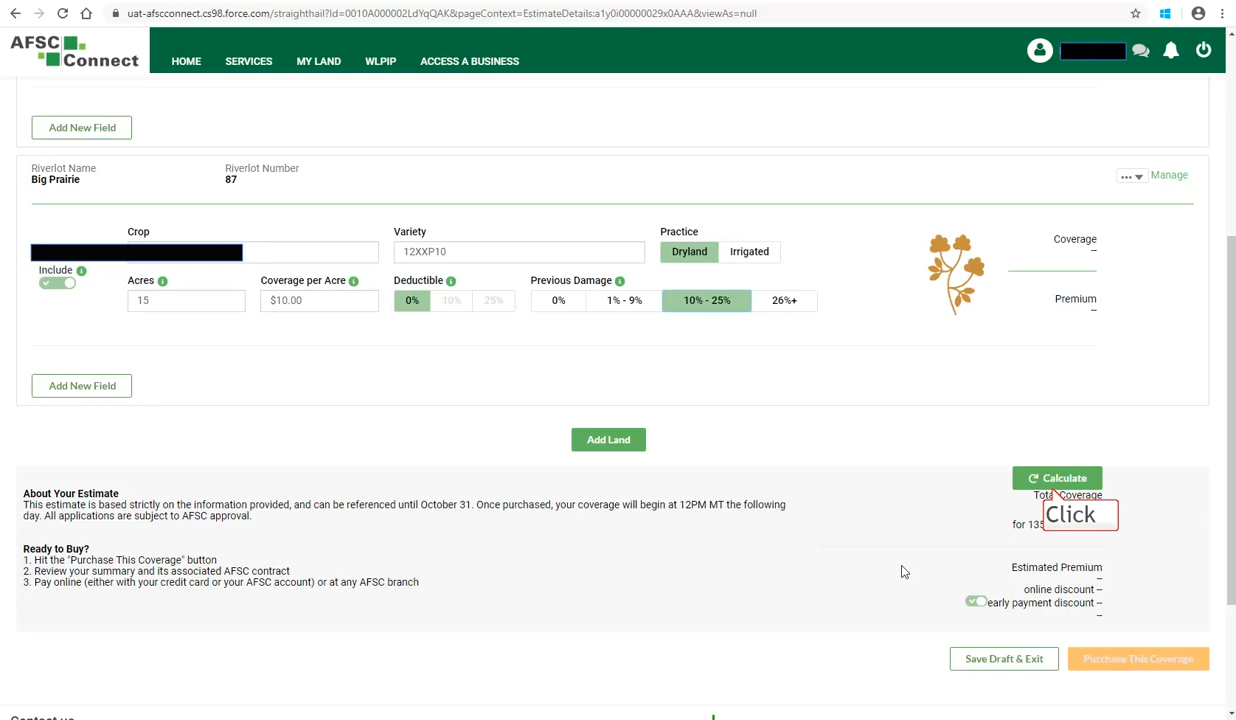 uat-afscconnect.cs98.force.com/straighthail?Id=0010A000002LdYqQAK&pageContext=EstimateDetails:a1y0i00000029x0AAA&viewAs=null
AFSC
Connect
HOME SERVICES MY LAND WLPIP ACCESS A BUSINESS
Add New Field
Riverlot Name Riverlot Number
Big Prairie 87
... Manage
Crop Variety Practice
12XXP10 Dryland Irrigated
Coverage
--
Include
Acres Coverage per Acre Deductible Previous Damage
15 $10.00 0% 10% 25% 0% 1% - 9% 10% - 25% 26%+
Premium
--
Add New Field
Add Land
Calculate
About Your Estimate
This estimate is based strictly on the information provided, and can be referenced until October 31. Once purchased, your coverage will begin at 12PM MT the following
day. All applications are subject to AFSC approval.
Coverage
Click
for
Ready to Buy?
1. Hit the "Purchase This Coverage" button
2. Review your summary and its associated AFSC contract
3. Pay online (either with your credit card or your AFSC account) or at any AFSC branch
Estimated Premium
--
online discount --
early payment discount --
--
Save Draft & Exit Purchase This Coverage